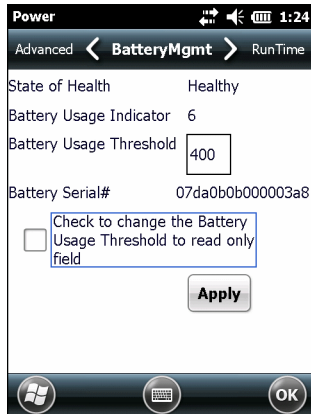 Power 1:24
Advanced BatteryMgmt RunTime
State of Health Healthy
Battery Usage Indicator 6
Battery Usage Threshold 400
Battery Serial# 07da0b0b000003a8
Check to change the Battery
Usage Threshold to read only
field
Apply
OK